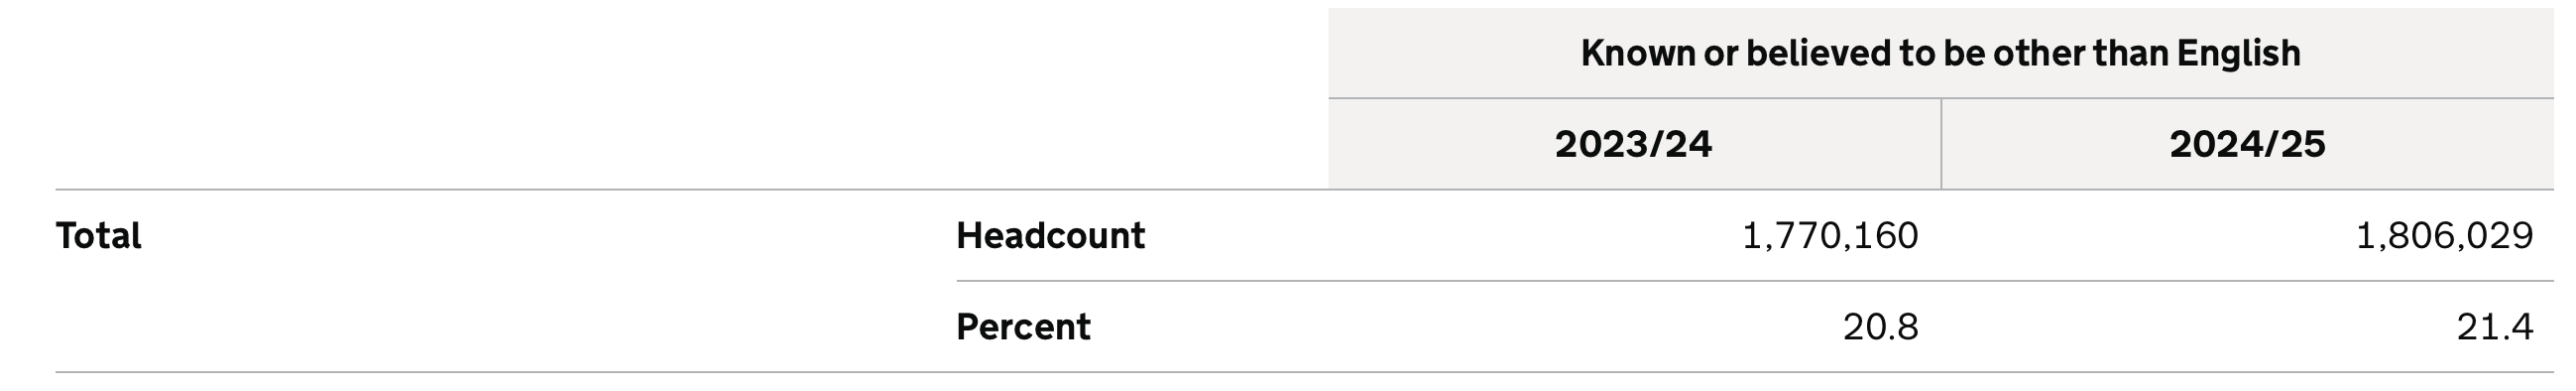 Known or believed to be other than English
2023/24 2024/25
Total Headcount 1,770,160 1,806,029
Percent 20.8 21.4